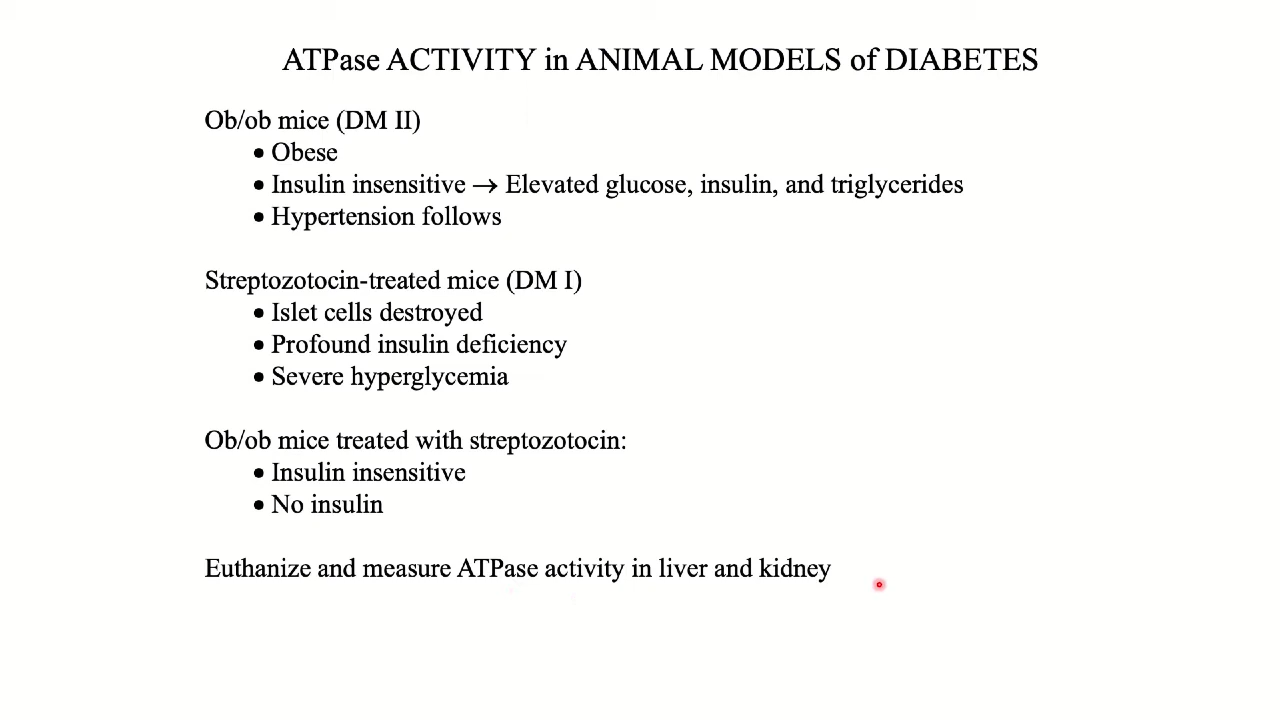 ATPase ACTIVITY in ANIMAL MODELS of DIABETES
Ob/ob mice (DM II)
• Obese
• Insulin insensitive → Elevated glucose, insulin, and triglycerides
• Hypertension follows
Streptozotocin-treated mice (DM I)
• Islet cells destroyed
• Profound insulin deficiency
• Severe hyperglycemia
Ob/ob mice treated with streptozotocin:
• Insulin insensitive
• No insulin
Euthanize and measure ATPase activity in liver and kidney